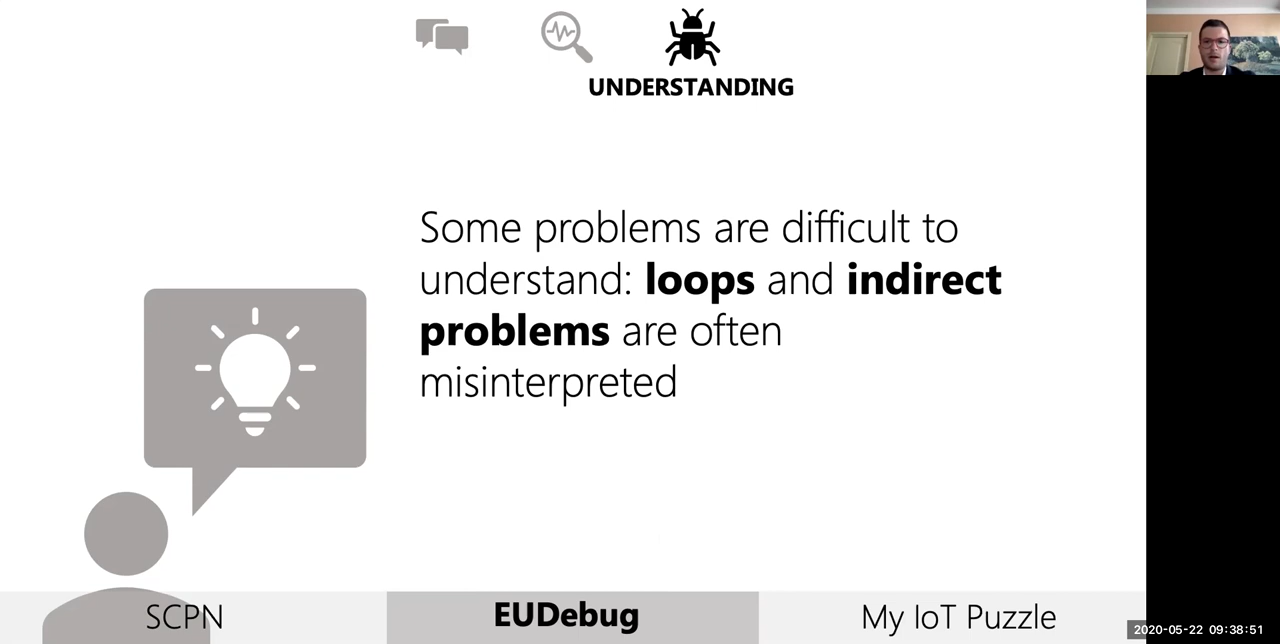 UNDERSTANDING
Some problems are difficult to
understand: loops and indirect
problems are often
misinterpreted
SCPN
EUDebug
My IoT Puzzle
2020-05-22 09:38:51